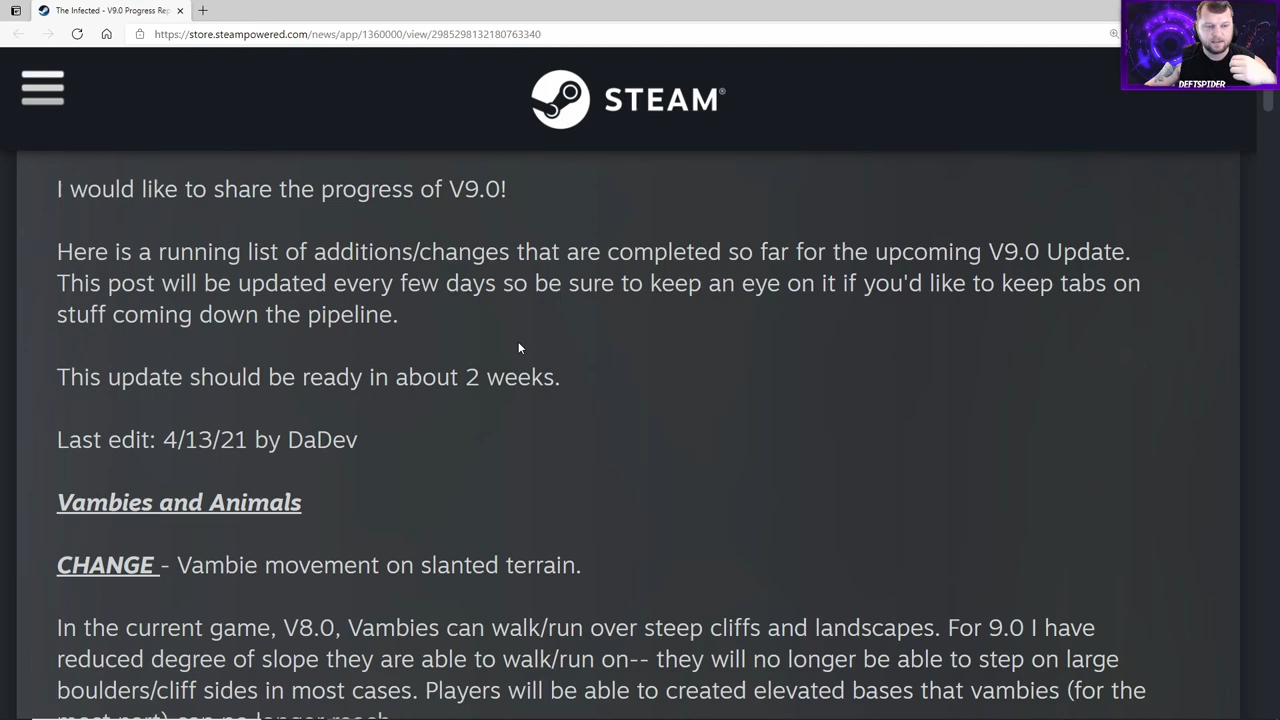 The Infected - V9.0 Progress Rep
https://store.steampowered.com/news/app/1360000/view/2985298132180763340
DEFTSPIDER
STEAM®
I would like to share the progress of V9.0!
Here is a running list of additions/changes that are completed so far for the upcoming V9.0 Update.
This post will be updated every few days so be sure to keep an eye on it if you'd like to keep tabs on
stuff coming down the pipeline.
This update should be ready in about 2 weeks.
Last edit: 4/13/21 by DaDev
Vambies and Animals
CHANGE - Vambie movement on slanted terrain.
In the current game, V8.0, Vambies can walk/run over steep cliffs and landscapes. For 9.0 I have
reduced degree of slope they are able to walk/run on-- they will no longer be able to step on large
boulders/cliff sides in most cases. Players will be able to created elevated bases that vambies (for the
most part) can no longer reach